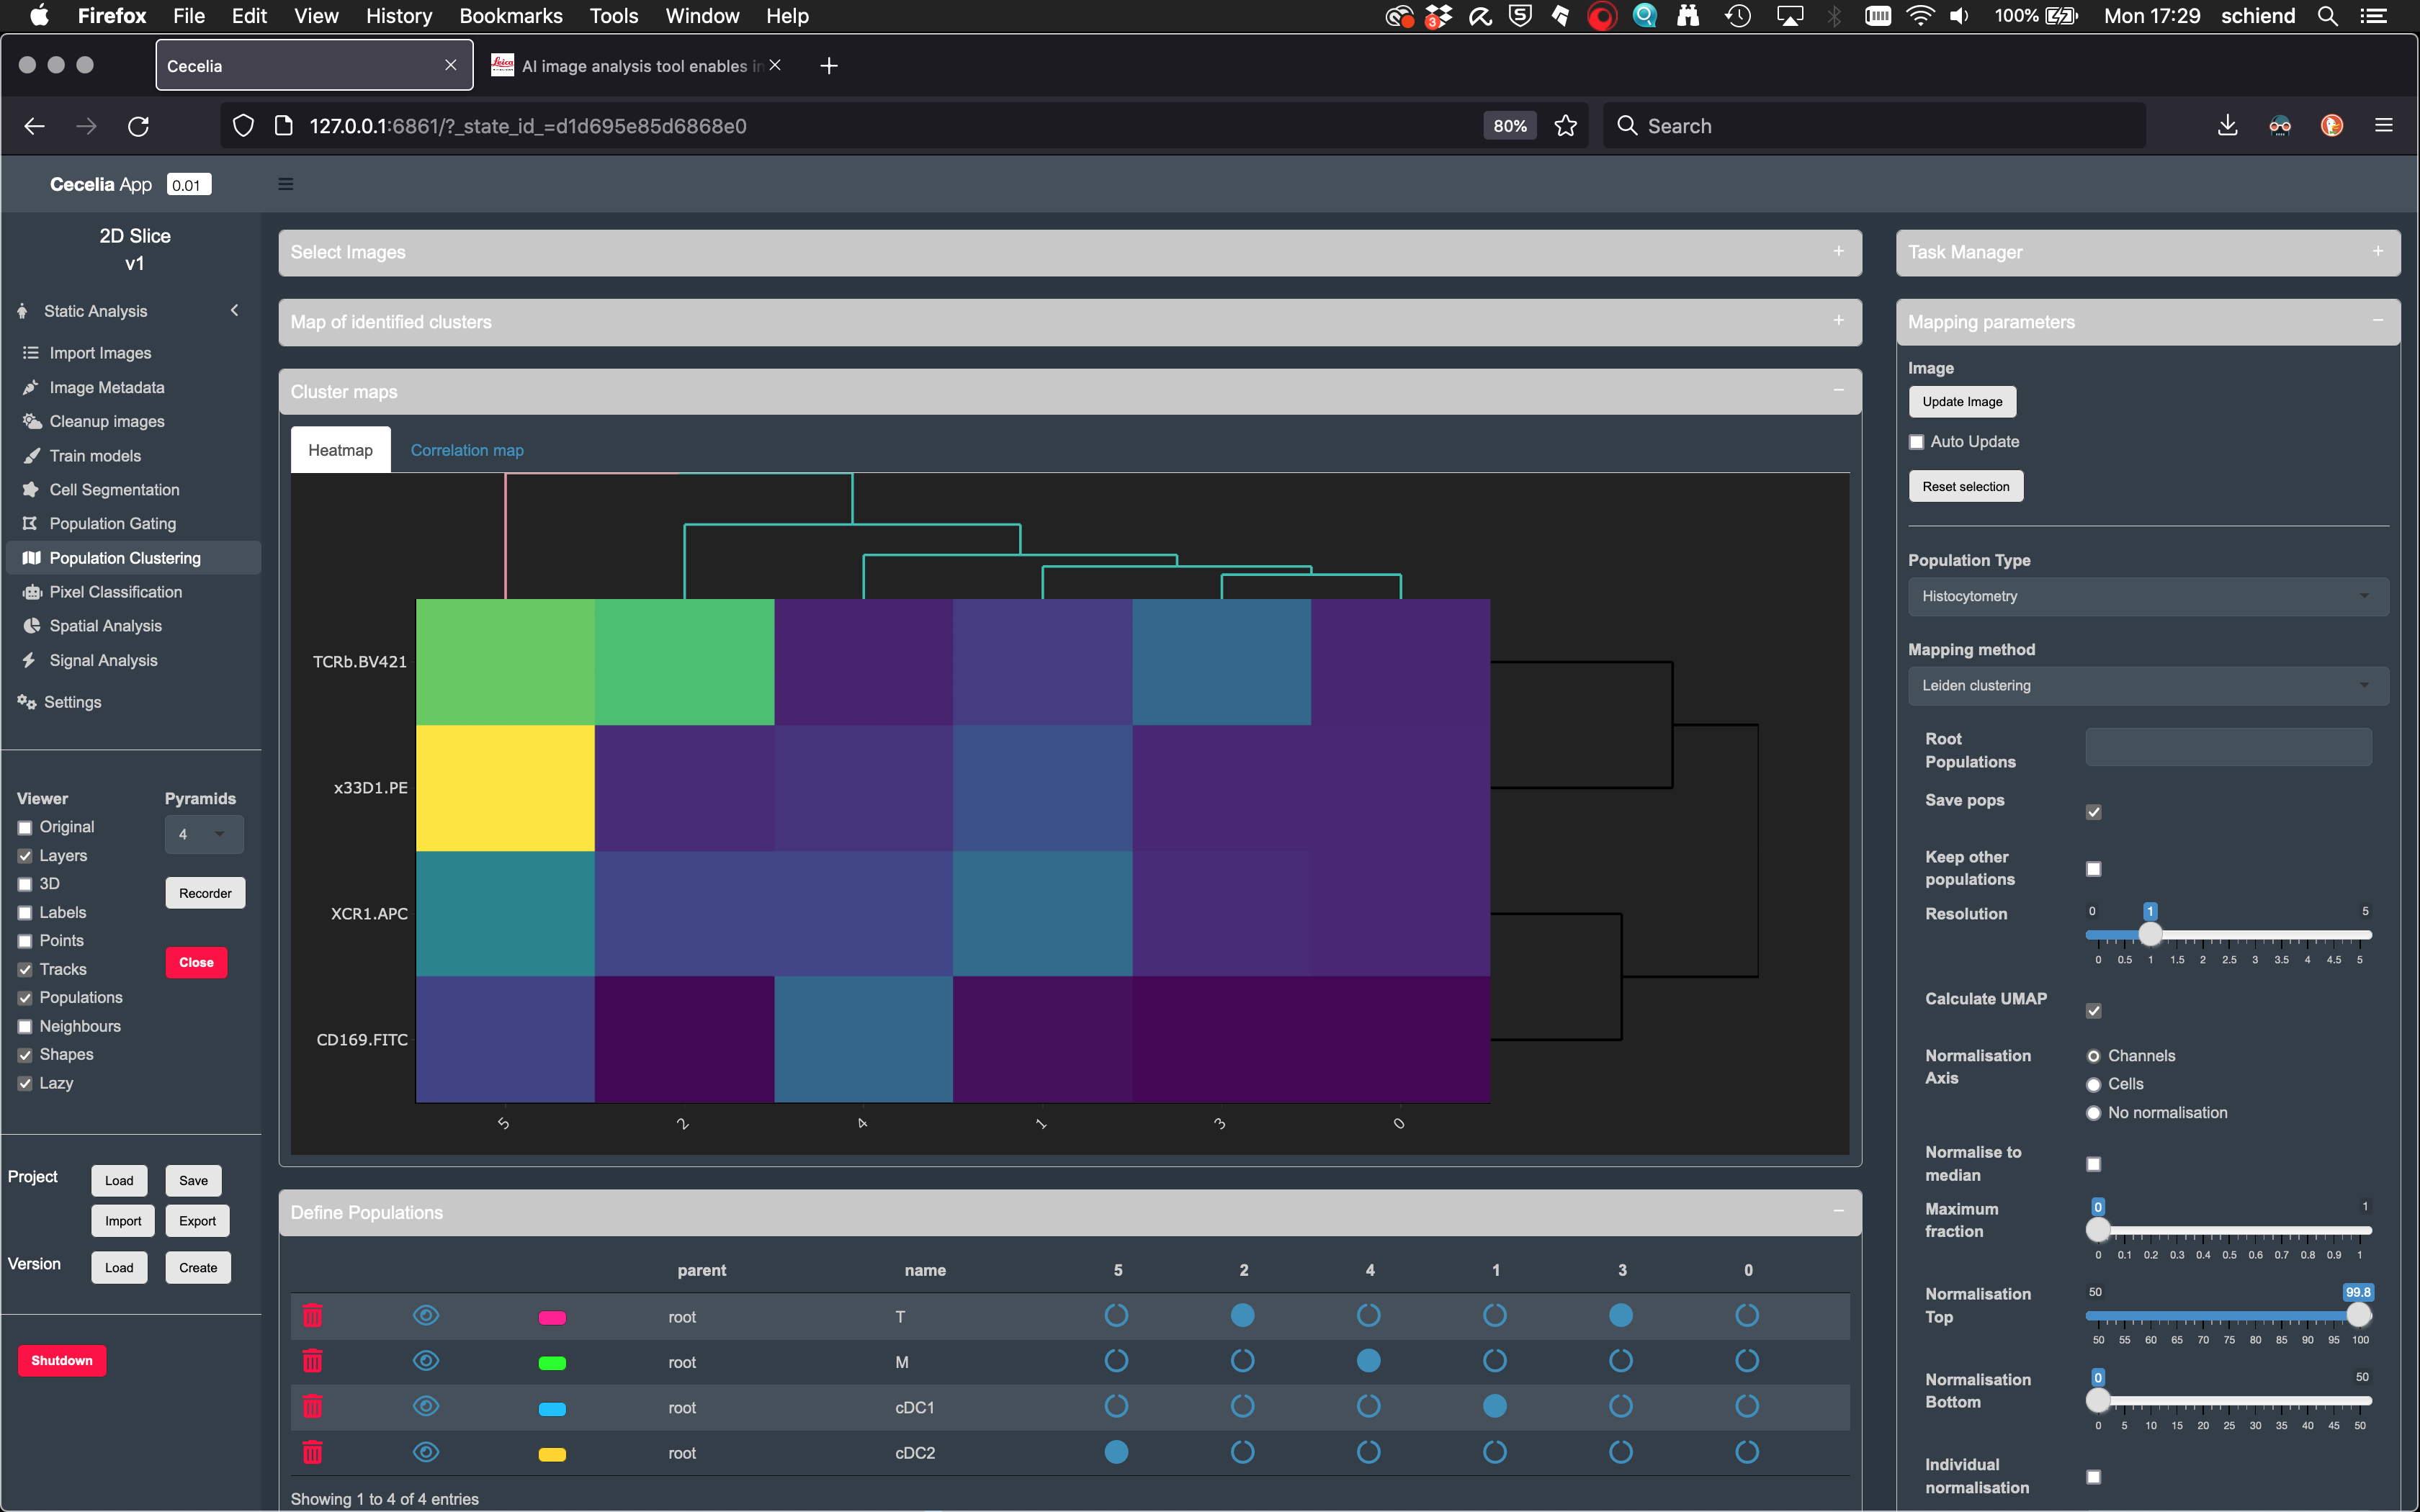 Firefox File Edit View History Bookmarks Tools Window Help 3 100% Mon 17:29 schiend
Cecelia
Leica AI image analysis tool enables in
127.0.0.1:6861/?_state_id_=d1d695e85d6868e0 80% Search
Cecelia App 0.01
2D Slice
v1
Static Analysis
Import Images
Image Metadata
Cleanup images
Train models
Cell Segmentation
Population Gating
Population Clustering
Pixel Classification
Spatial Analysis
Signal Analysis
Settings
Viewer Pyramids
Original
4
Layers
3D
Recorder
Labels
Points
Close
Tracks
Populations
Neighbours
Shapes
Lazy
Project Load Save
Import Export
Version Load Create
Shutdown
Select Images +
Map of identified clusters +
Cluster maps −
Heatmap Correlation map
TCRb.BV421
x33D1.PE
XCR1.APC
CD169.FITC
5 2 4 1 3 0
Define Populations −
parent name 5 2 4 1 3 0
root T
root M
root cDC1
root cDC2
Showing 1 to 4 of 4 entries
Task Manager +
Mapping parameters −
Image
Update Image
Auto Update
Reset selection
Population Type
Histocytometry
Mapping method
Leiden clustering
Root
Populations
Save pops
Keep other
populations
Resolution
0 1 5
0 0.5 1 1.5 2 2.5 3 3.5 4 4.5 5
Calculate UMAP
Normalisation
Axis
Channels
Cells
No normalisation
Normalise to
median
Maximum
fraction
0 1
0 0.1 0.2 0.3 0.4 0.5 0.6 0.7 0.8 0.9 1
Normalisation
Top
50 99.8
50 55 60 65 70 75 80 85 90 95 100
Normalisation
Bottom
0 50
0 5 10 15 20 25 30 35 40 45 50
Individual
normalisation